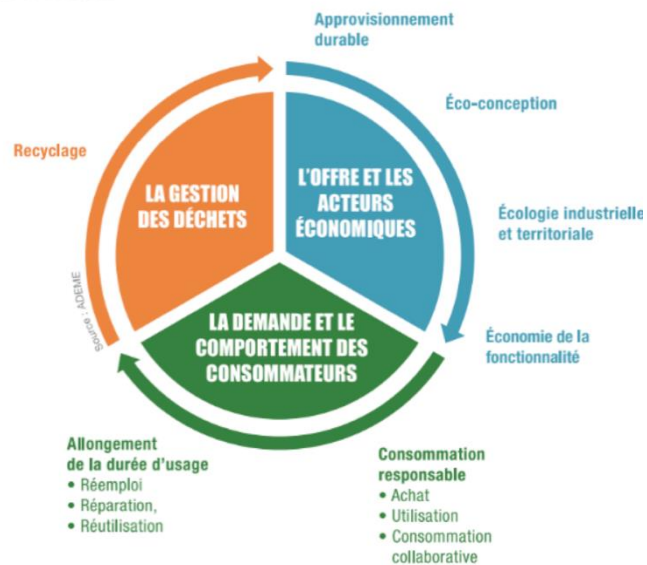 Approvisionnement
durable
Éco-conception
Recyclage
LA GESTION
DES DÉCHETS
L'OFFRE ET LES
ACTEURS
ÉCONOMIQUES
Écologie industrielle
et territoriale
Source : ADEME
LA DEMANDE ET LE
COMPORTEMENT DES
CONSOMMATEURS
Économie de la
fonctionnalité
Allongement
de la durée d'usage
• Réemploi
• Réparation,
• Réutilisation
Consommation
responsable
• Achat
• Utilisation
• Consommation
collaborative